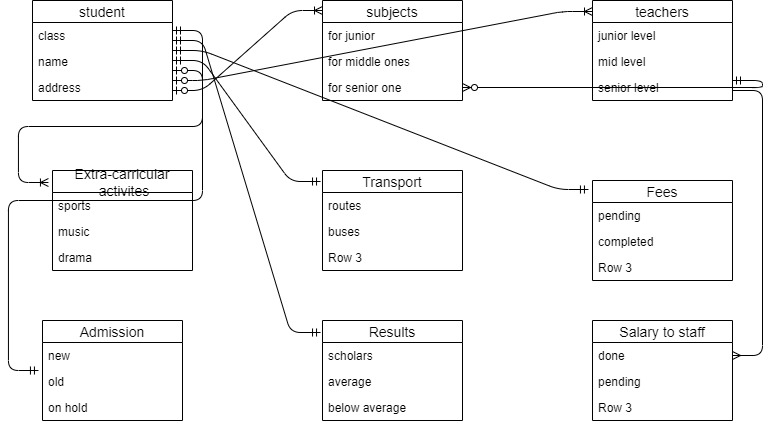 student
class
name
address
subjects
for junior
for middle ones
for senior one
teachers
junior level
mid level
senior level
Extra-carricular
activites
sports
music
drama
Transport
routes
buses
Row 3
Fees
pending
completed
Row 3
Admission
new
old
on hold
Results
scholars
average
below average
Salary to staff
done
pending
Row 3